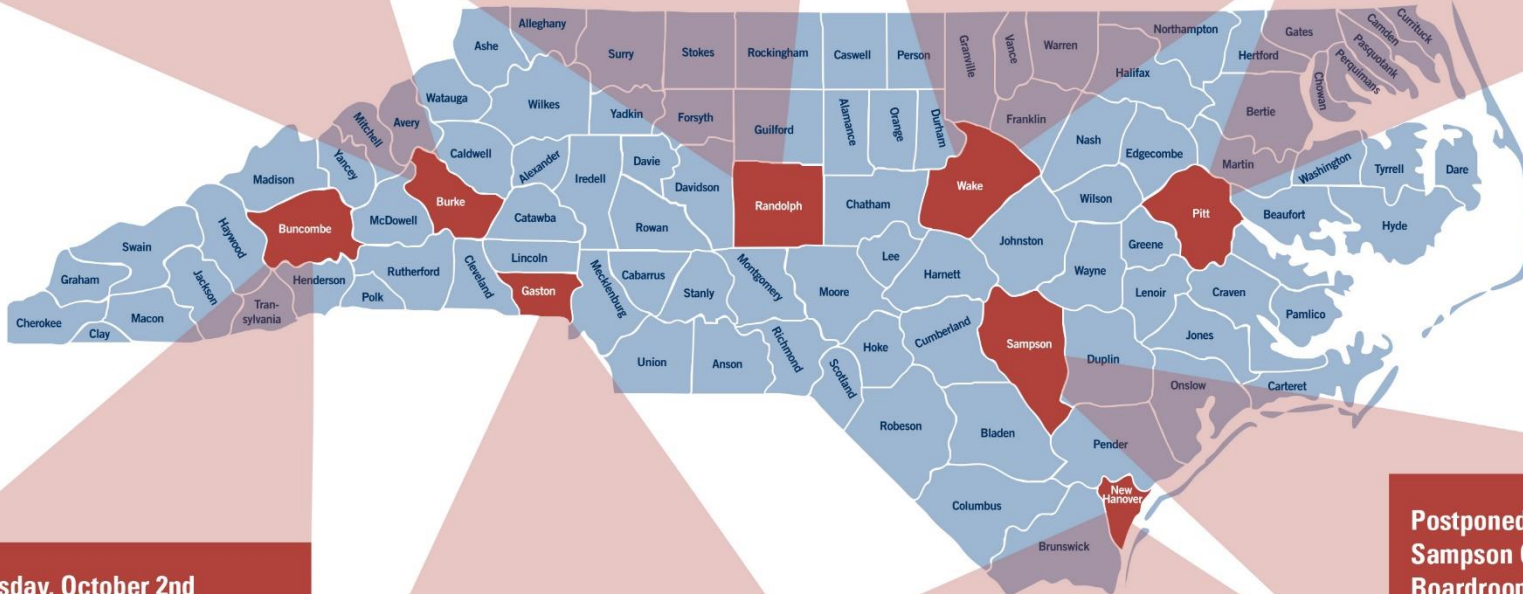 Alleghany
Ashe
Surry
Stokes
Rockingham
Caswell
Person
Granville
Vance
Warren
Northampton
Gates
Camden
Currituck
Pasquotank
Perquimans
Chowan
Hertford
Halifax
Watauga
Wilkes
Yadkin
Forsyth
Guilford
Alamance
Orange
Durham
Franklin
Nash
Edgecombe
Bertie
Mitchell
Avery
Yancey
Caldwell
Alexander
Iredell
Davie
Davidson
Martin
Washington
Tyrrell
Dare
Madison
Burke
Buncombe
McDowell
Catawba
Rowan
Randolph
Chatham
Wake
Wilson
Pitt
Beaufort
Hyde
Swain
Haywood
Graham
Jackson
Henderson
Rutherford
Polk
Cleveland
Lincoln
Gaston
Mecklenburg
Cabarrus
Stanly
Montgomery
Moore
Lee
Harnett
Johnston
Greene
Wayne
Lenoir
Craven
Pamlico
Cherokee
Clay
Macon
Tran-
sylvania
Union
Anson
Richmond
Scotland
Hoke
Cumberland
Sampson
Duplin
Jones
Onslow
Carteret
Robeson
Bladen
Pender
Columbus
New
Hanover
Brunswick
sday, October 2nd
Postponed
Sampson
Boardroom